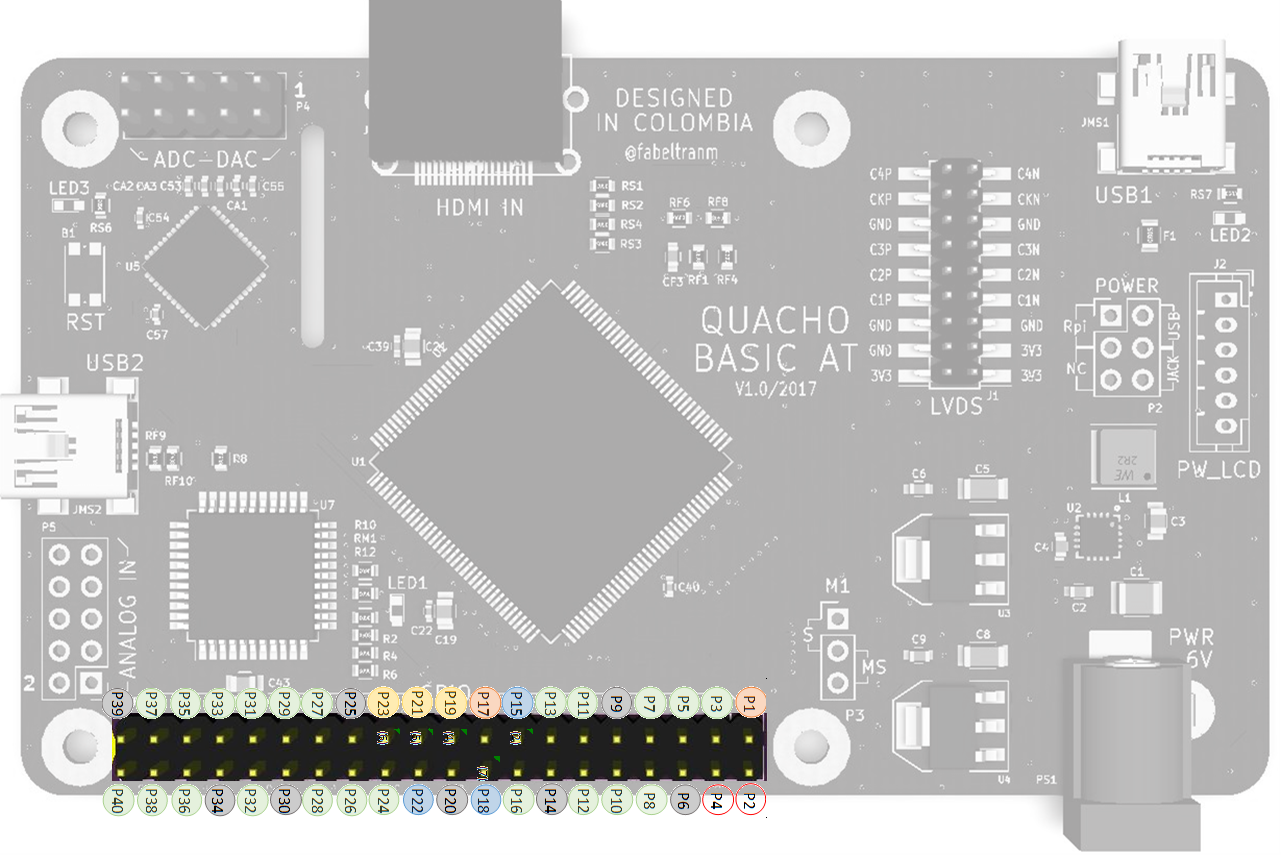 DESIGNED
IN COLOMBIA
@fabeltranm
1
P4
ADC-DAC
HDMI IN
LED3
RS6
CA2
CA3
C53
C55
CA1
C54
B1
RST
U5
C57
RS1
RS2
RS4
RS3
RF6
RF8
CF3
RF1
RF4
QUACHO
BASIC AT
V1.0/2017
C39
C21
U1
C4P
C4N
CKP
CKN
GND
GND
C3P
C3N
C2P
C2N
C1P
C1N
GND
GND
GND
3V3
3V3
3V3
LVDS
J1
JMS1
USB1
RS7
LED2
F1
J2
POWER
Rpi
USB
NC
JACK
P2
PW_LCD
WE
2R2
L1
U2
C3
C4
C2
C1
C6
C5
U3
C9
C8
U4
PWR
6V
PS1
M1
S
MS
P3
USB2
RF9
RF10
R8
JMS2
P5
ANALOG IN
2
U7
R10
RM1
R12
LED1
R2
R4
R6
C22
C19
C40
C43
P39 P37 P35 P33 P31 P29 P27 P25 P23 P21 P19 P17 P15 P13 P11 P9 P7 P5 P3 P1
P40 P38 P36 P34 P32 P30 P28 P26 P24 P22 P20 P18 P16 P14 P12 P10 P8 P6 P4 P2